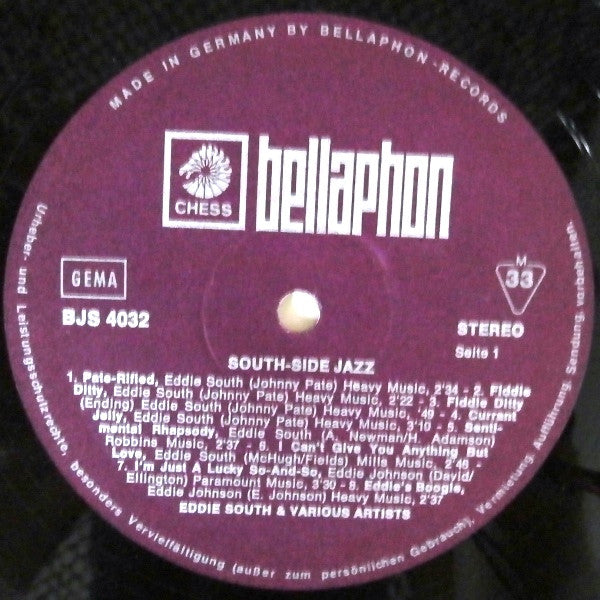 MADE IN GERMANY BY BELLAPHON-RECORDS
CHESS
bellaphon
GEMA
BJS 4032
M
33
STEREO
Seite 1
SOUTH-SIDE JAZZ
1. Pate-Rified, Eddie South (Johnny Pate) Heavy Music, 2'34 - 2. Fiddle
Ditty, Eddie South (Johnny Pate) Heavy Music, 2'22 - 3. Fiddle Ditty
(Ending) Eddie South (Johnny Pate) Heavy Music, '49 - 4. Currant
Jelly, Eddie South (Johnny Pate) Heavy Music, 3'10 - 5. Senti-
mental Rhapsody, Eddie South (A. Newman/H. Adamson)
Robbins Music, 2'37 - 6. I Can't Give You Anything But
Love, Eddie South (McHugh/Fields) Mills Music, 2'46 -
7. I'm Just A Lucky So-And-So, Eddie Johnson (David/
Ellington) Paramount Music, 3'30 - 8. Eddie's Boogie,
Eddie Johnson (E. Johnson) Heavy Music, 2'37
EDDIE SOUTH & VARIOUS ARTISTS
Urheber- und Leistungsschutzrechte, besonders Vervielfältigung (außer zum persönlichen Gebrauch), Vermietung, Aufführung, Sendung, vorbehalten.